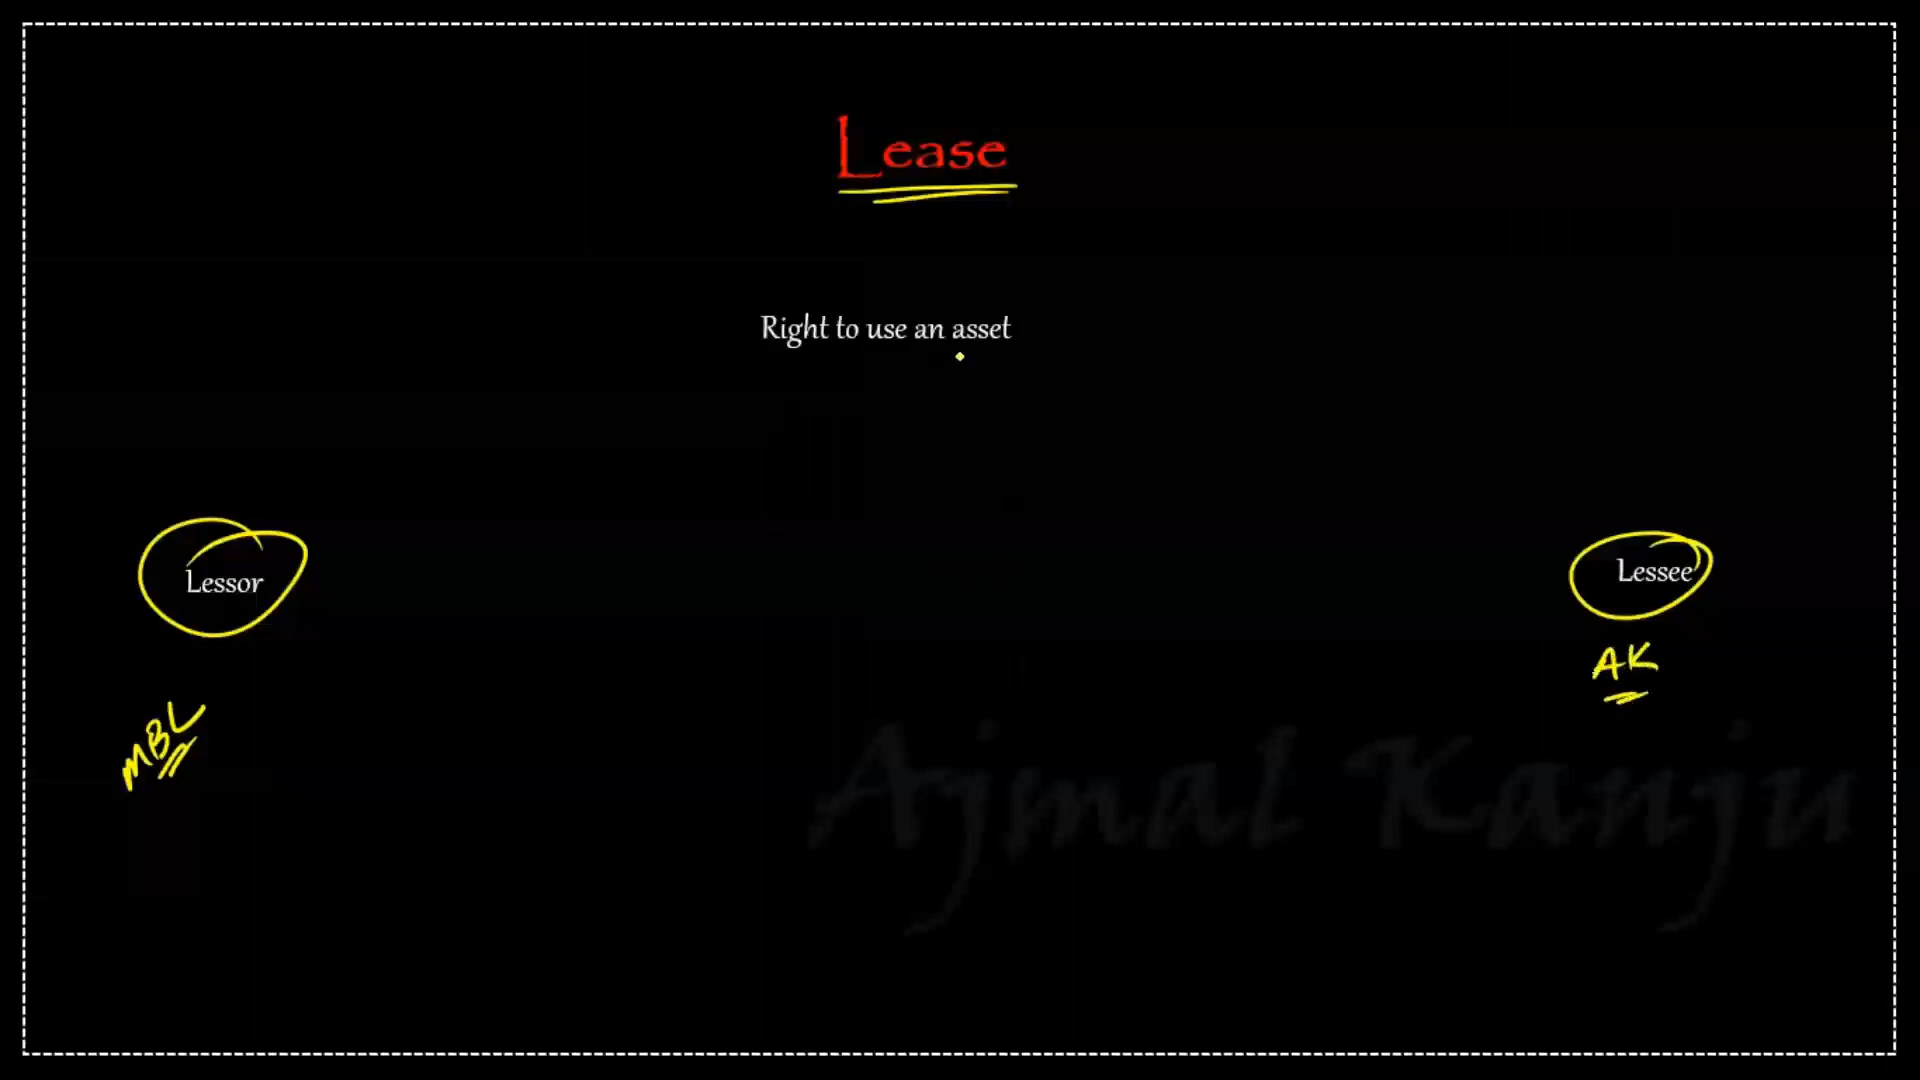 Lease
Right to use an asset
Lessor
Lessee
AK
MBL
Ajmal Kanju